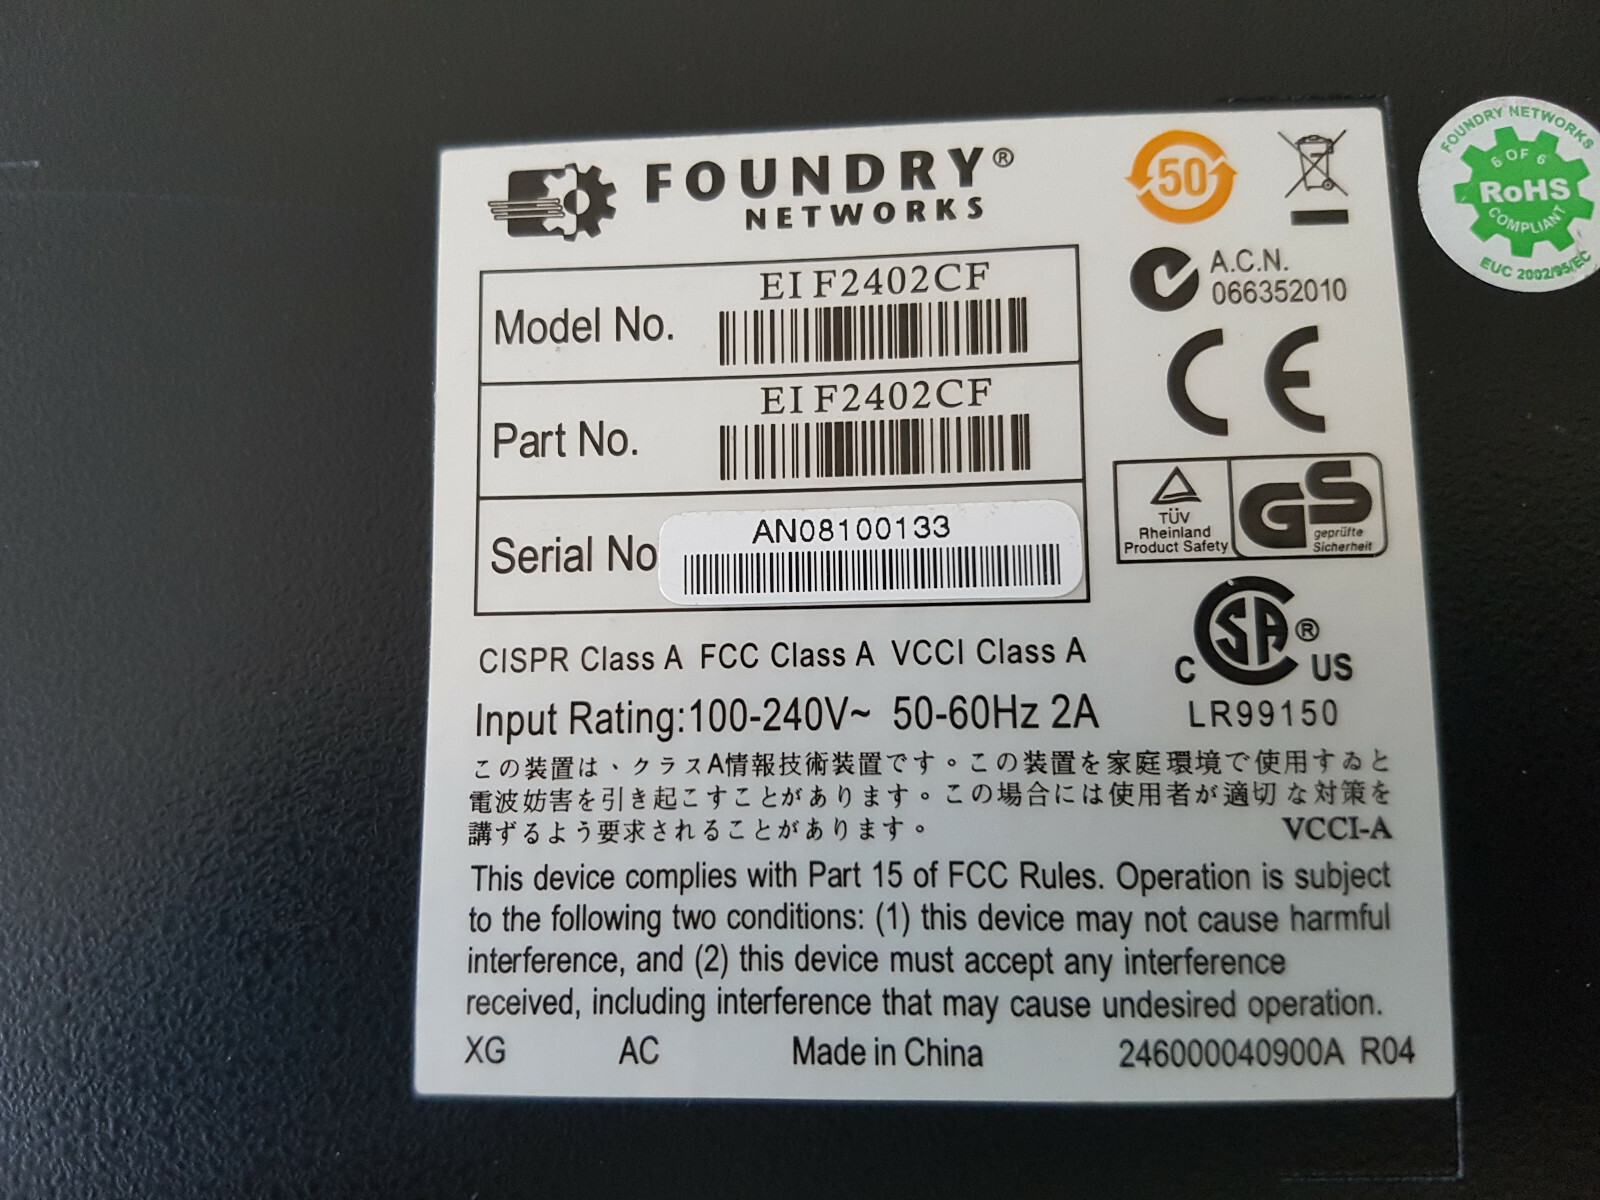 FOUNDRY®
NETWORKS
50
Model No.
EIF2402CF
Part No.
EIF2402CF
Serial No
AN08100133
A.C.N.
066352010
CE
TÜV
Rheinland
Product Safety
GS
geprüfte
Sicherheit
C SA® US
LR99150
CISPR Class A FCC Class A VCCI Class A
Input Rating:100-240V~ 50-60Hz 2A
この装置は、クラスA情報技術装置です。この装置を家庭環境で使用すゐと
電波妨害を引き起こすことがあります。この場合には使用者が適切な対策を
講ずるよう要求されることがあります。
VCCI-A
This device complies with Part 15 of FCC Rules. Operation is subject
to the following two conditions: (1) this device may not cause harmful
interference, and (2) this device must accept any interference
received, including interference that may cause undesired operation.
XG AC Made in China 246000040900A R04
FOUNDRY NETWORKS
6 OF 6
RoHS
COMPLIANT
EUC 2002/95/EC